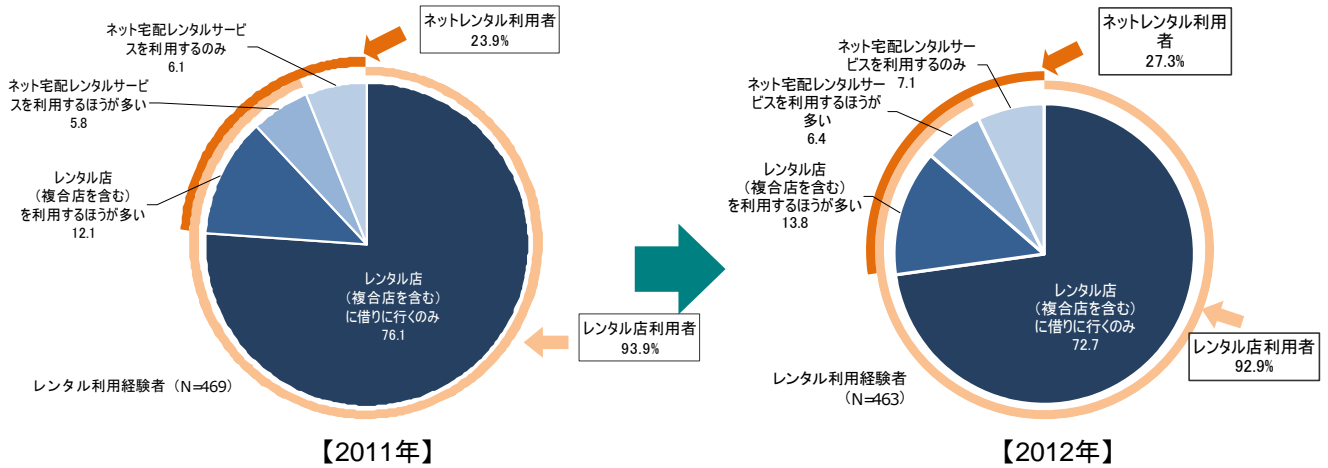 ネット宅配レンタルサービ
スを利用するのみ
6.1
ネットレンタル利用者
23.9%
ネット宅配レンタルサービ
スを利用するほうが多い
5.8
レンタル店
(複合店を含む)
を利用するほうが多い
12.1
レンタル店
(複合店を含む)
に借りに行くのみ
76.1
レンタル店利用者
93.9%
レンタル利用経験者 (N=469)
【2011年】
ネット宅配レンタルサー
ビスを利用するのみ
7.1
ネットレンタル利用
者
27.3%
ネット宅配レンタルサー
ビスを利用するほうが
多い
6.4
レンタル店
(複合店を含む)
を利用するほうが多い
13.8
レンタル店
(複合店を含む)
に借りに行くのみ
72.7
レンタル店利用者
92.9%
レンタル利用経験者
(N=463)
【2012年】